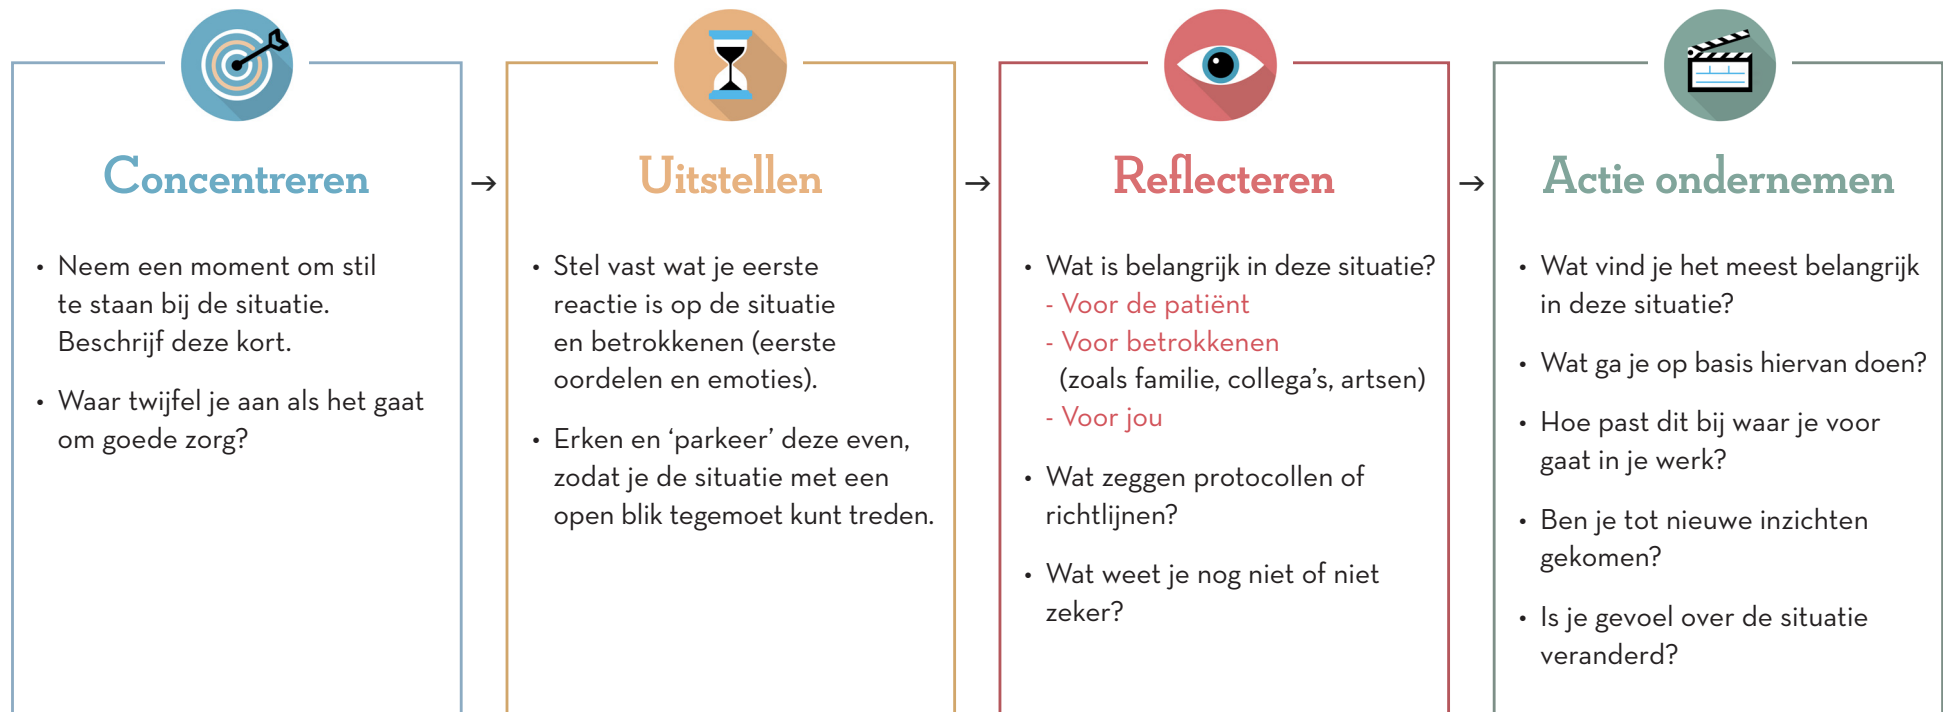 Concentreren
• Neem een moment om stil
te staan bij de situatie.
Beschrijf deze kort.
• Waar twijfel je aan als het gaat
om goede zorg?
→
Uitstellen
• Stel vast wat je eerste
reactie is op de situatie
en betrokkenen (eerste
oordelen en emoties).
• Erken en ‘parkeer’ deze even,
zodat je de situatie met een
open blik tegemoet kunt treden.
→
Reflecteren
• Wat is belangrijk in deze situatie?
- Voor de patiënt
- Voor betrokkenen
(zoals familie, collega’s, artsen)
- Voor jou
• Wat zeggen protocollen of
richtlijnen?
• Wat weet je nog niet of niet
zeker?
→
Actie ondernemen
• Wat vind je het meest belangrijk
in deze situatie?
• Wat ga je op basis hiervan doen?
• Hoe past dit bij waar je voor
gaat in je werk?
• Ben je tot nieuwe inzichten
gekomen?
• Is je gevoel over de situatie
veranderd?